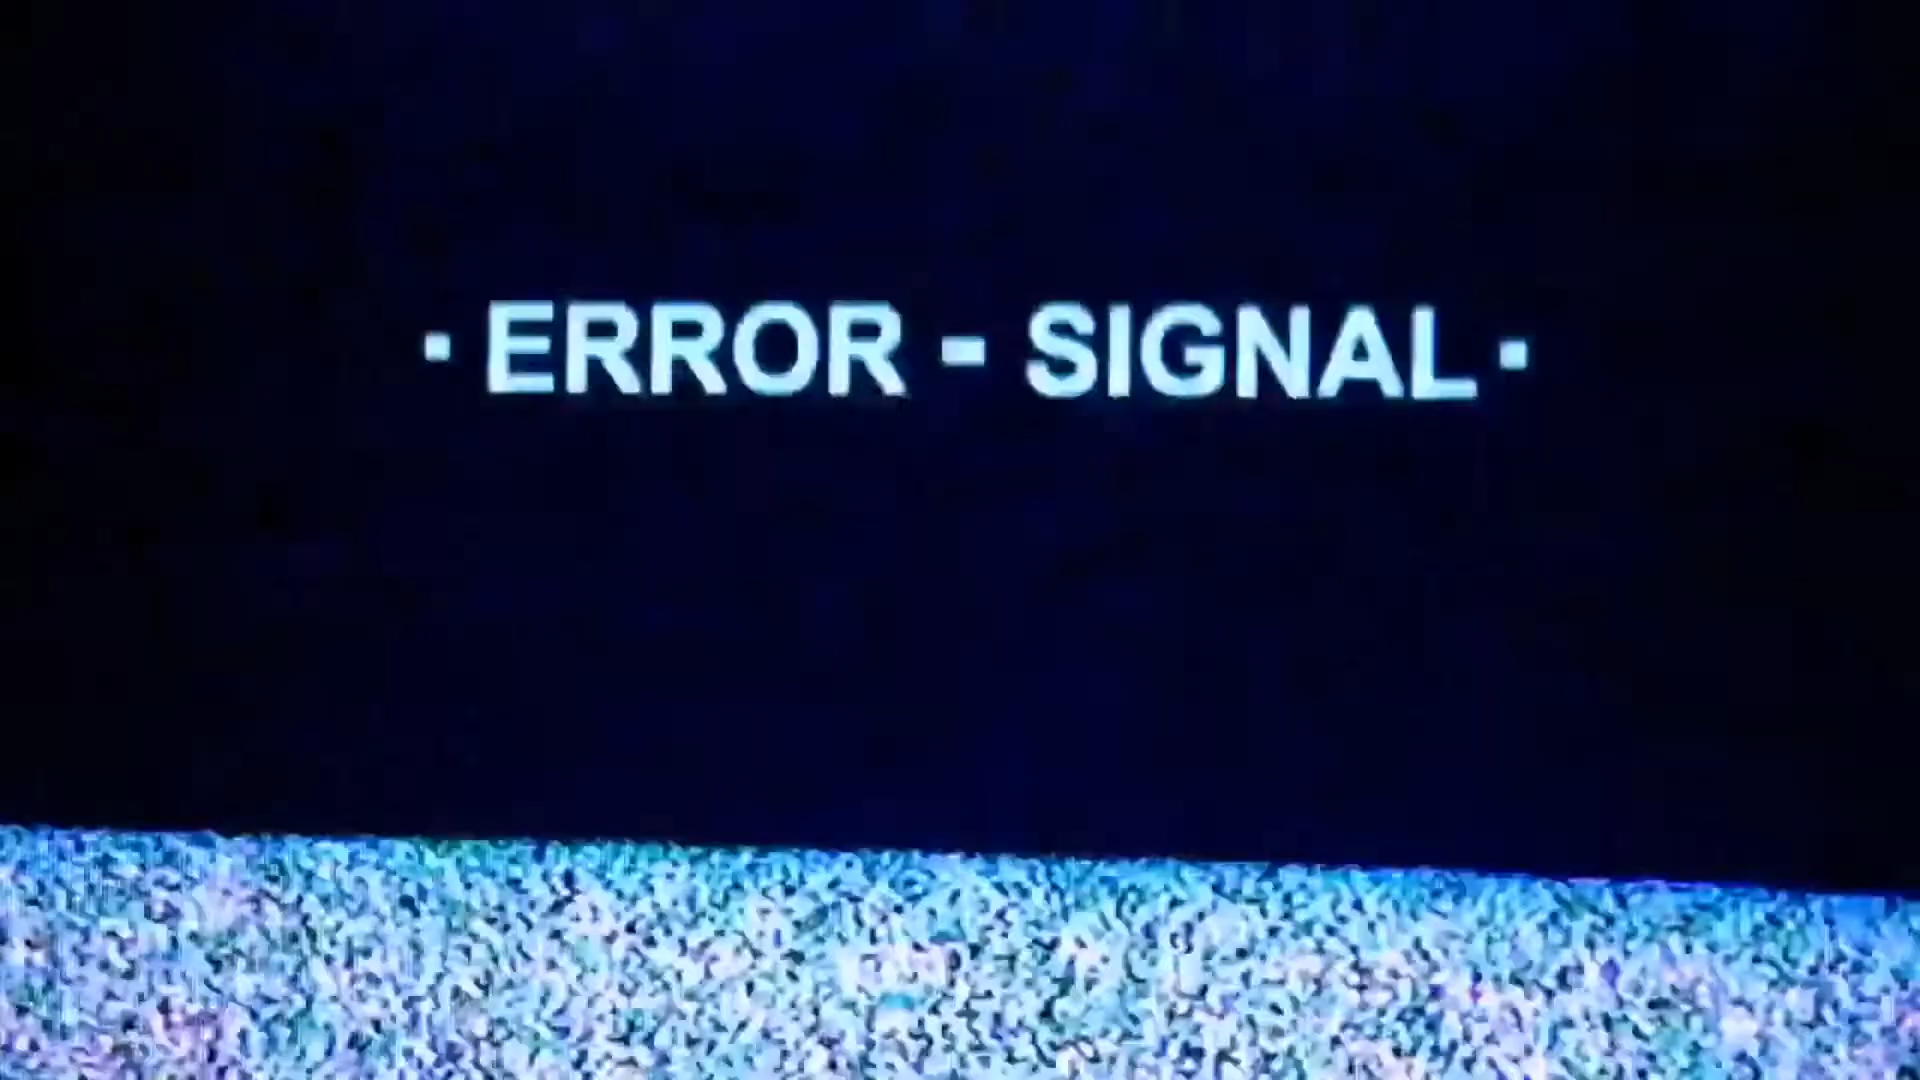 · ERROR - SIGNAL ·